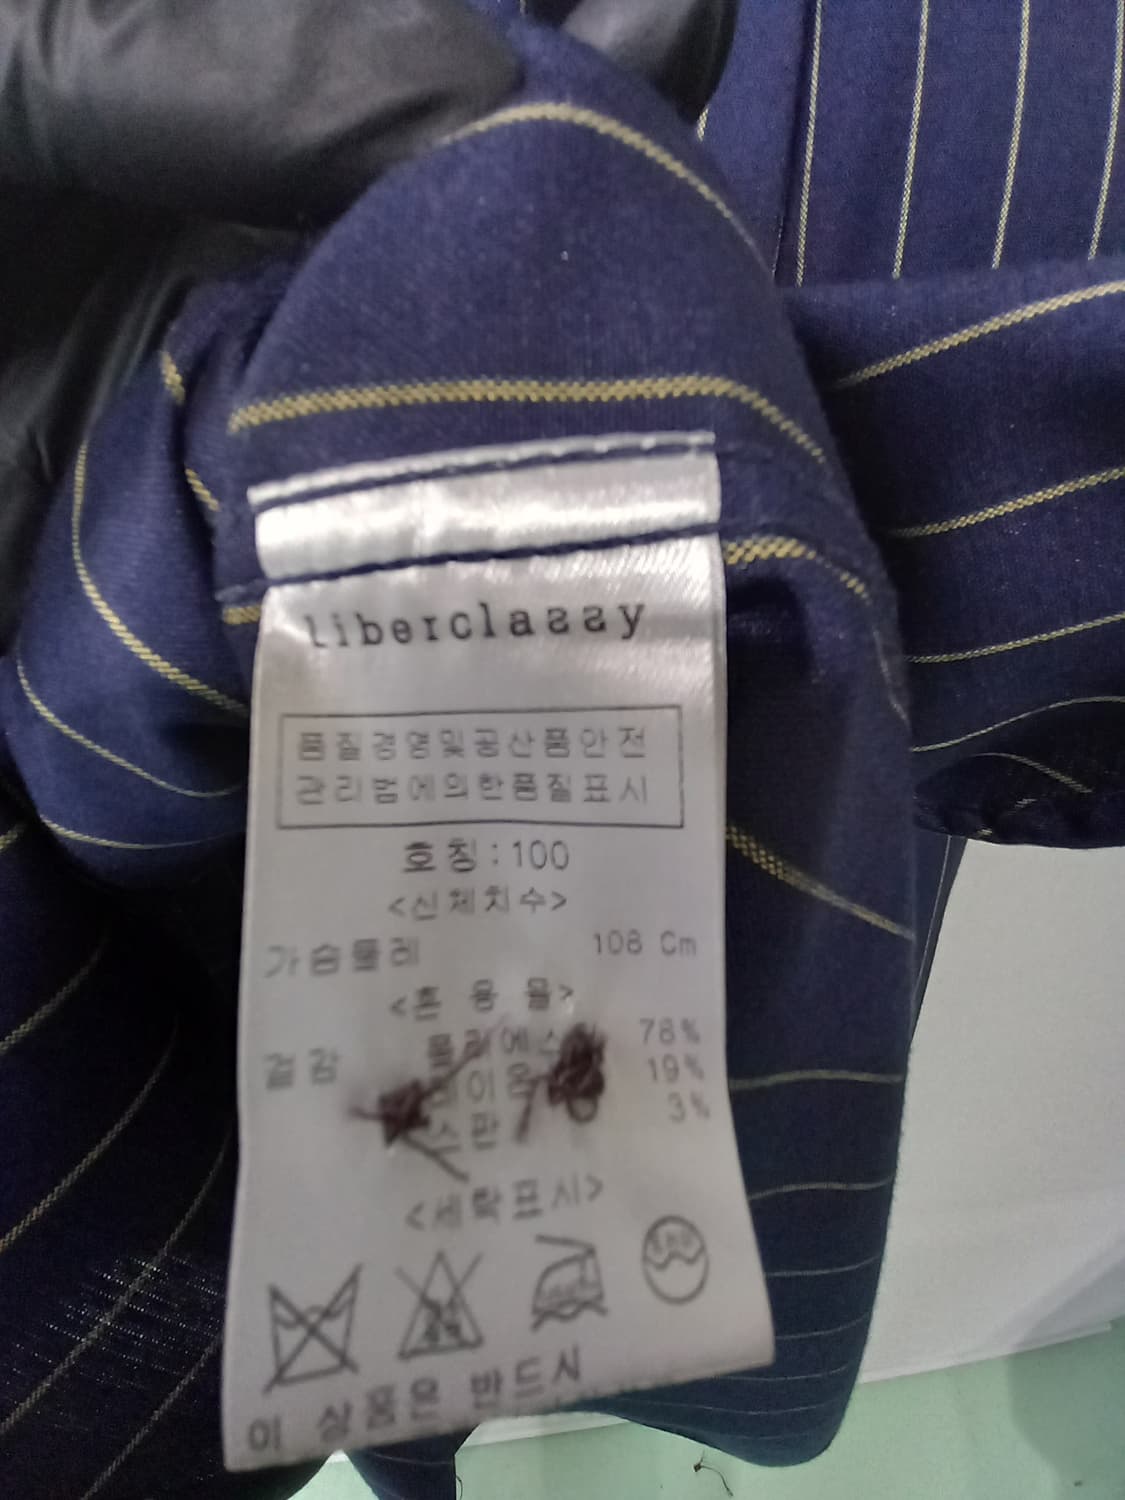 liberclassy
품질경영및공산품안전
관리법에의한품질표시
호칭:100
<신체치수>
가슴둘레 108 Cm
<혼 용 률>
겉감 78%
19%
3%
<세탁표시>
이 상품은 반드시